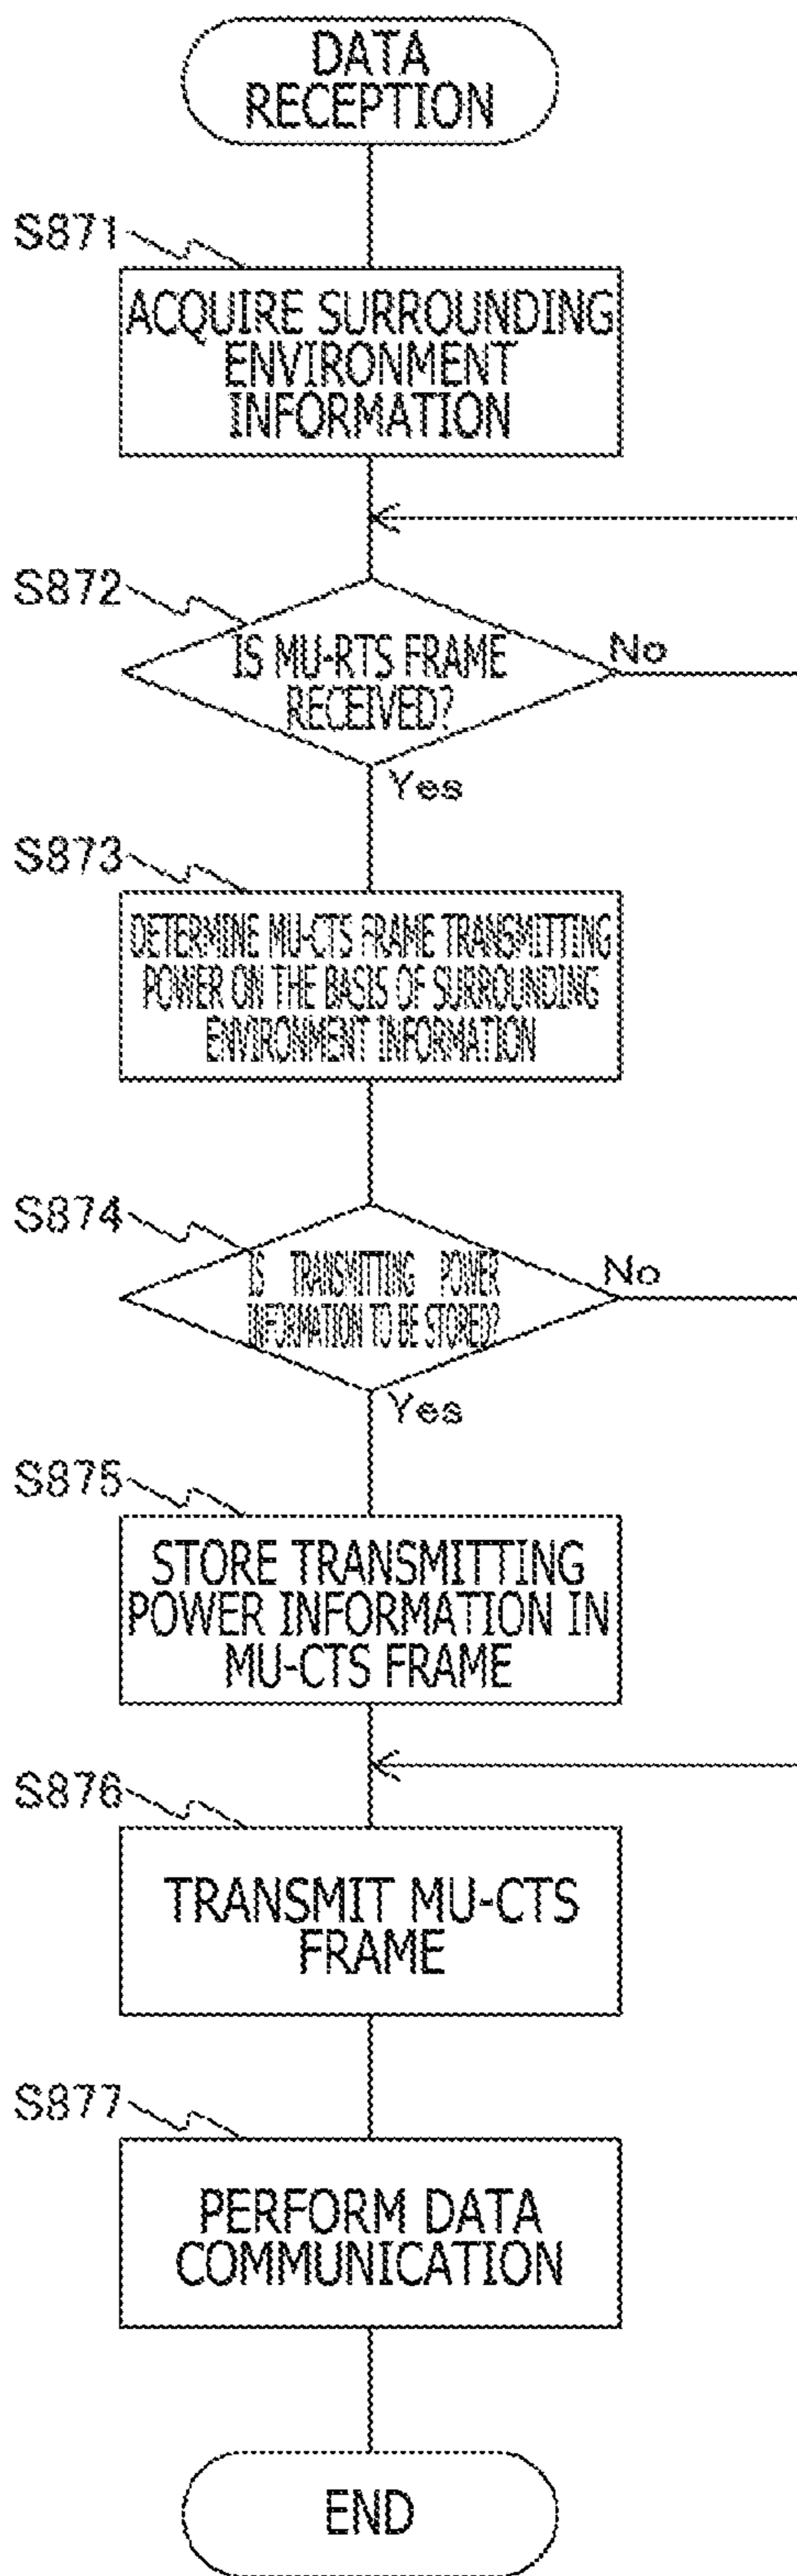 DATA
RECEPTION
S871
ACQUIRE SURROUNDING
ENVIRONMENT
INFORMATION
S872
IS MU-RTS FRAME
RECEIVED?
No
Yes
S873
DETERMINE MU-CTS FRAME TRANSMITTING
POWER ON THE BASIS OF SURROUNDING
ENVIRONMENT INFORMATION
S874
IS TRANSMITTING POWER
INFORMATION TO BE STORED?
No
Yes
S875
STORE TRANSMITTING
POWER INFORMATION IN
MU-CTS FRAME
S876
TRANSMIT MU-CTS
FRAME
S877
PERFORM DATA
COMMUNICATION
END